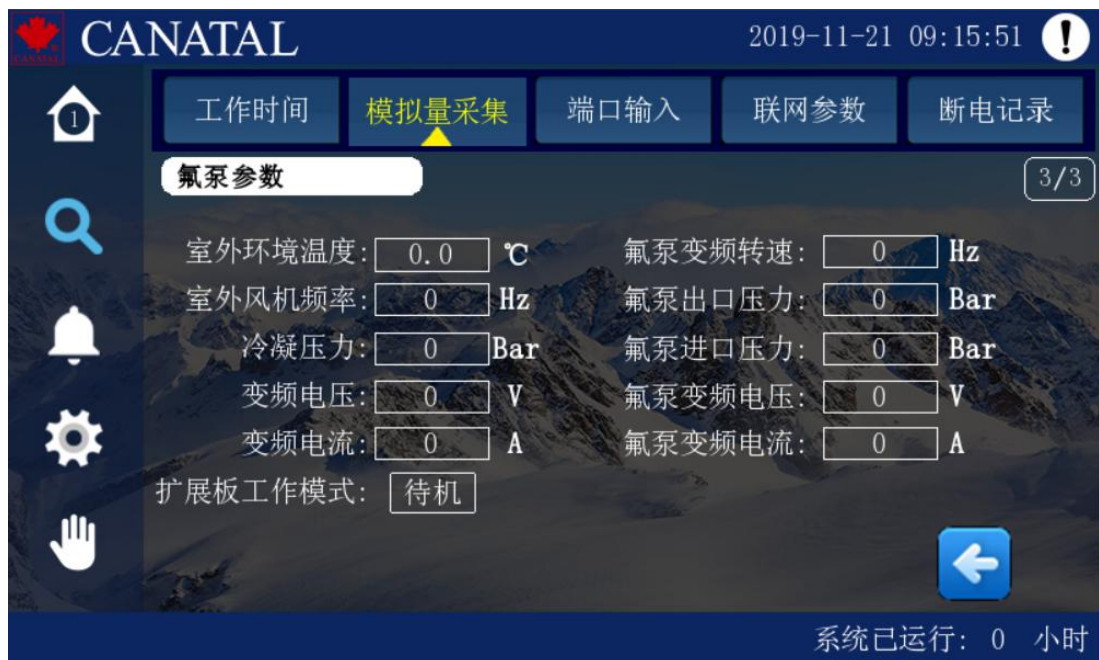 CANATAL CANATAL 2019-11-21 09:15:51 !
1 工作时间 模拟量采集 端口输入 联网参数 断电记录
氟泵参数 3/3
室外环境温度: 0.0 ℃ 氟泵变频转速: 0 Hz
室外风机频率: 0 Hz 氟泵出口压力: 0 Bar
冷凝压力: 0 Bar 氟泵进口压力: 0 Bar
变频电压: 0 V 氟泵变频电压: 0 V
变频电流: 0 A 氟泵变频电流: 0 A
扩展板工作模式: 待机
系统已运行: 0 小时